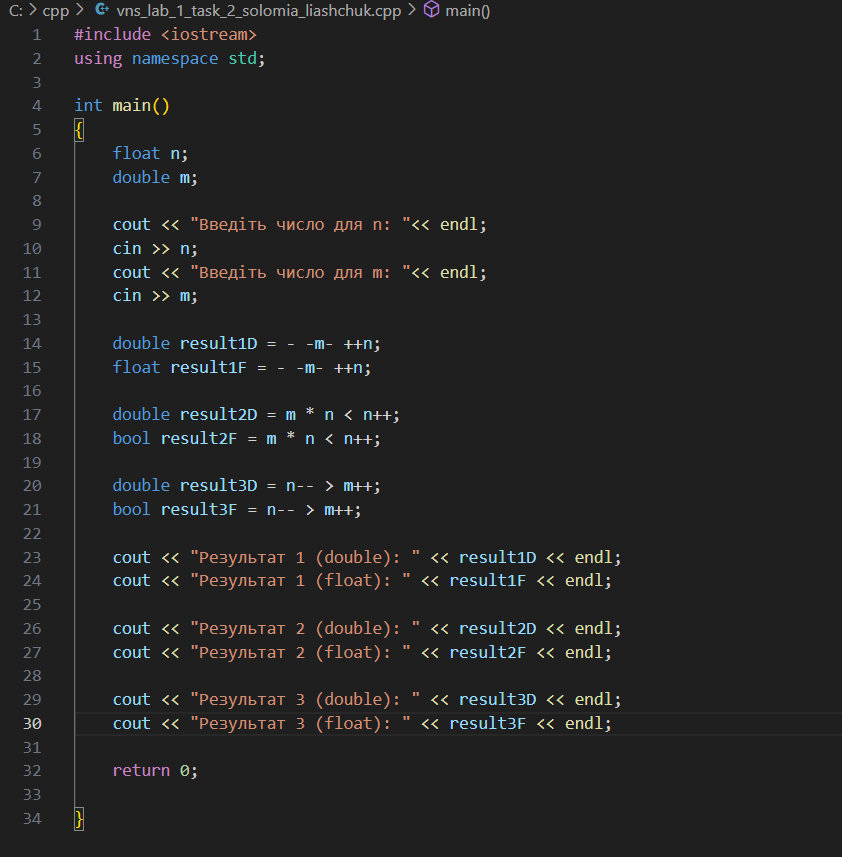 C: > cpp > vns_lab_1_task_2_solomia_liashchuk.cpp > main()
1 #include <iostream>
2 using namespace std;
3
4 int main()
5 {
6     float n;
7     double m;
8
9     cout << "Введіть число для n: "<< endl;
10     cin >> n;
11     cout << "Введіть число для m: "<< endl;
12     cin >> m;
13
14     double result1D = - -m- ++n;
15     float result1F = - -m- ++n;
16
17     double result2D = m * n < n++;
18     bool result2F = m * n < n++;
19
20     double result3D = n-- > m++;
21     bool result3F = n-- > m++;
22
23     cout << "Результат 1 (double): " << result1D << endl;
24     cout << "Результат 1 (float): " << result1F << endl;
25
26     cout << "Результат 2 (double): " << result2D << endl;
27     cout << "Результат 2 (float): " << result2F << endl;
28
29     cout << "Результат 3 (double): " << result3D << endl;
30     cout << "Результат 3 (float): " << result3F << endl;
31
32     return 0;
33
34 }